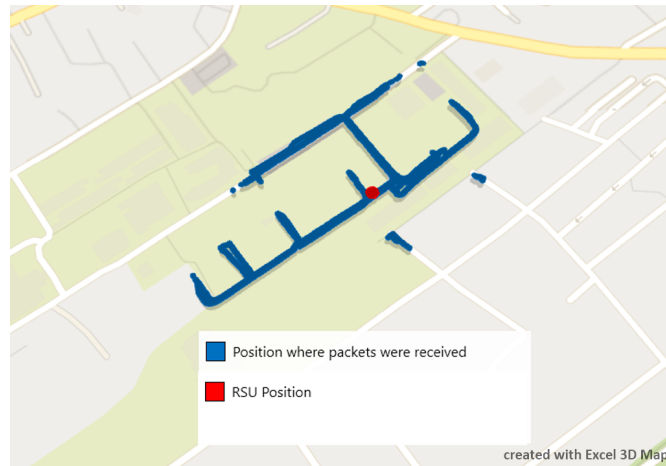 Position where packets were received
RSU Position
created with Excel 3D Map